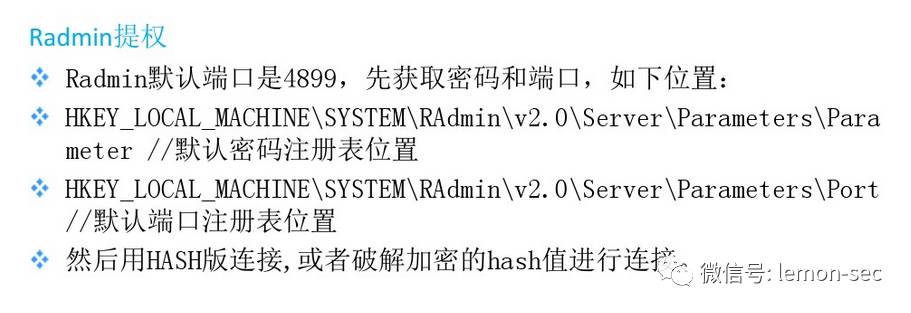 Radmin提权
Radmin默认端口是4899，先获取密码和端口，如下位置：
HKEY_LOCAL_MACHINE\SYSTEM\RAdmin\v2.0\Server\Parameters\Para
meter //默认密码注册表位置
HKEY_LOCAL_MACHINE\SYSTEM\RAdmin\v2.0\Server\Parameters\Port
//默认端口注册表位置
然后用HASH版连接,或者破解加密的hash值进行连接。
微信号: lemon-sec